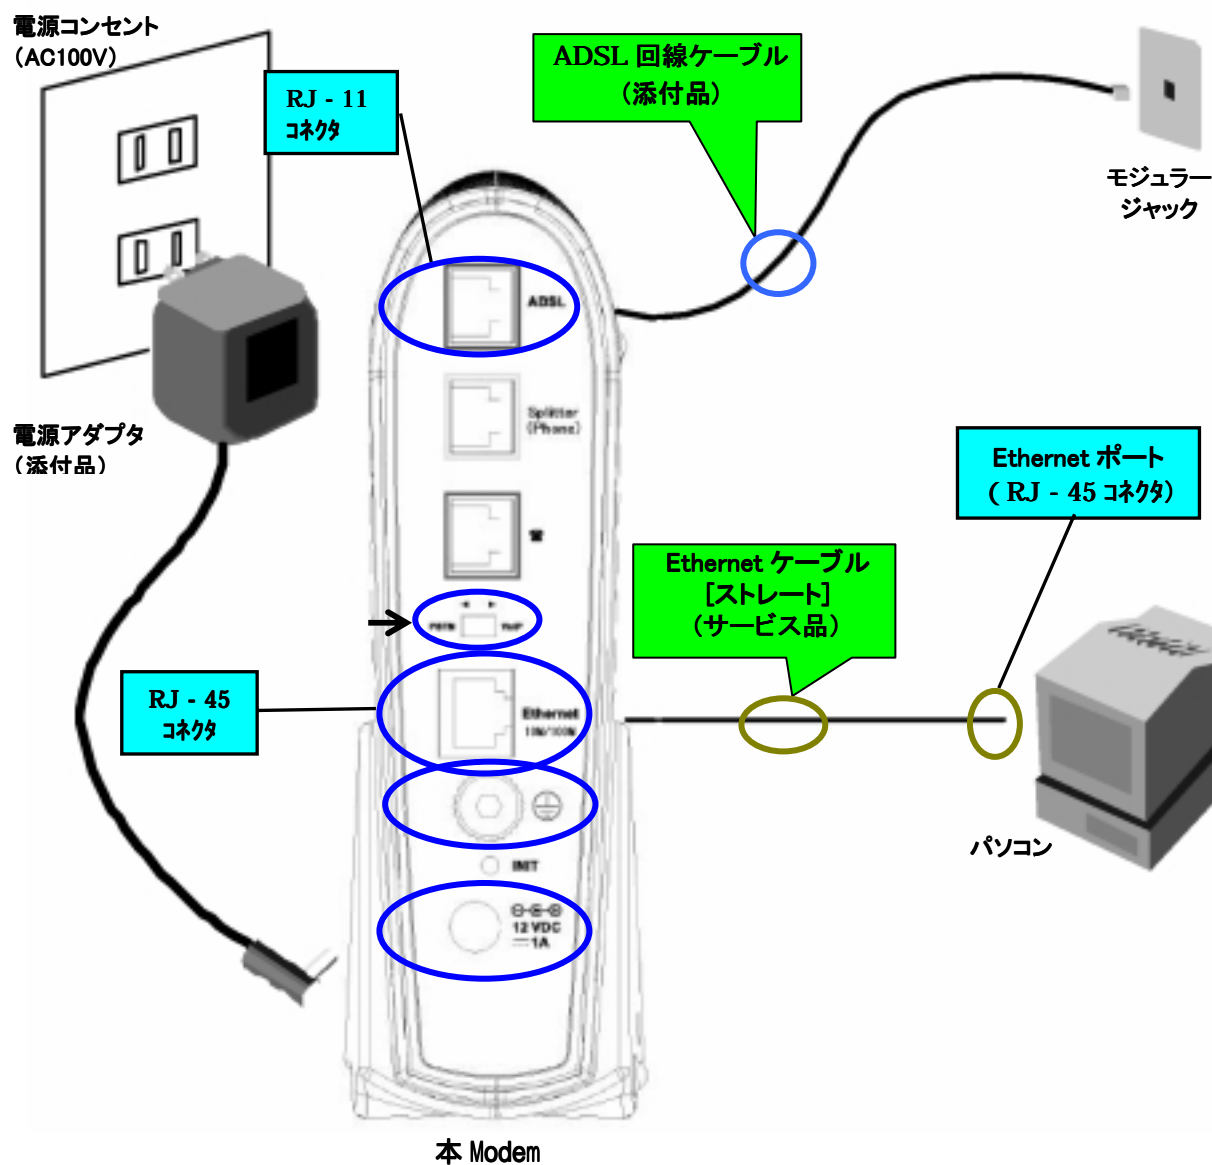 電源コンセント
(AC100V)
RJ - 11
コネクタ
ADSL 回線ケーブル
(添付品)
モジュラー
ジャック
ADSL
Splitter
(Phone)
☎
電源アダプタ
(添付品)
Ethernet ポート
( RJ - 45 コネクタ)
Ethernet ケーブル
[ストレート]
(サービス品)
RJ - 45
コネクタ
Ethernet
10M/100M
パソコン
INIT
12 VDC
1A
本 Modem